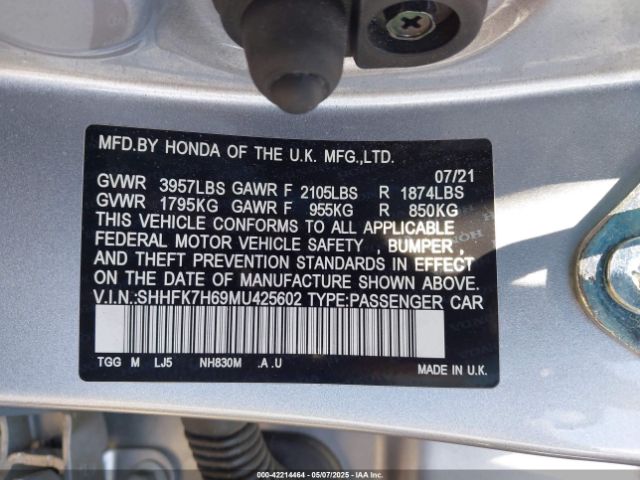 MFD.BY HONDA OF THE U.K. MFG.,LTD.
07/21
GVWR 3957LBS GAWR F 2105LBS R 1874LBS
GVWR 1795KG GAWR F 955KG R 850KG
THIS VEHICLE CONFORMS TO ALL APPLICABLE
FEDERAL MOTOR VEHICLE SAFETY , BUMPER ,
AND THEFT PREVENTION STANDARDS IN EFFECT
ON THE DATE OF MANUFACTURE SHOWN ABOVE.
V.I.N.:SHHFK7H69MU425602 TYPE:PASSENGER CAR
TGG M LJ5 NH830M .A.U
MADE IN U.K.
000-42214464 - 05/07/2025 - IAA